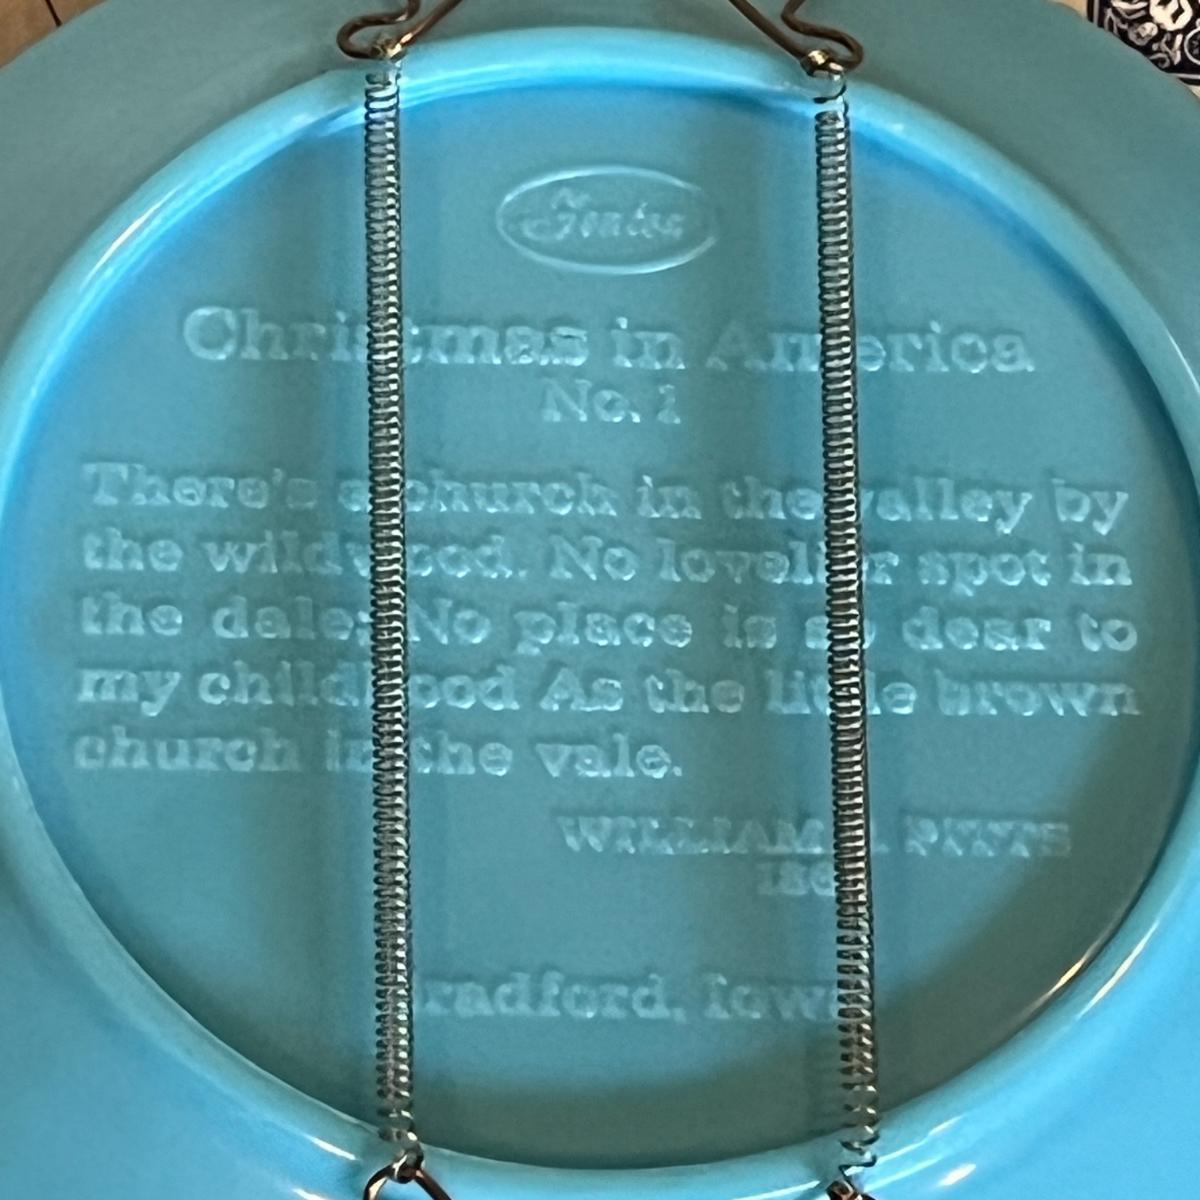 Fenton
Christmas in America
No. 1
There's a church in the valley by
the wildwood. No lovelier spot in
the dale; No place is so dear to
my childhood As the little brown
church in the vale.
WILLIAM PITTS
Bradford, Iowa